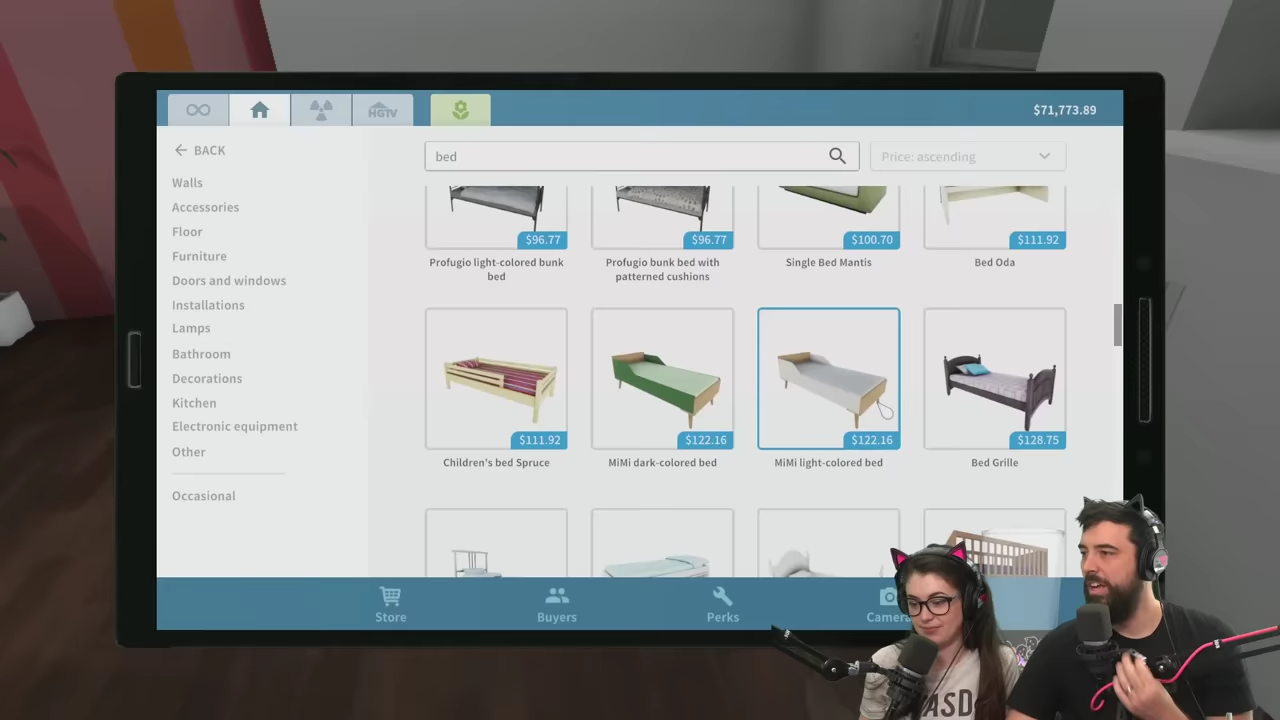 HGTV
$71,773.89
BACK
bed
Price: ascending
Walls
Accessories
Floor
Furniture
Doors and windows
Installations
Lamps
Bathroom
Decorations
Kitchen
Electronic equipment
Other
Occasional
$96.77
$96.77
$100.70
$111.92
Profugio light-colored bunk
bed
Profugio bunk bed with
patterned cushions
Single Bed Mantis
Bed Oda
$111.92
$122.16
$122.16
$128.75
Children's bed Spruce
MiMi dark-colored bed
MiMi light-colored bed
Bed Grille
Store
Buyers
Perks
Camera
ASD